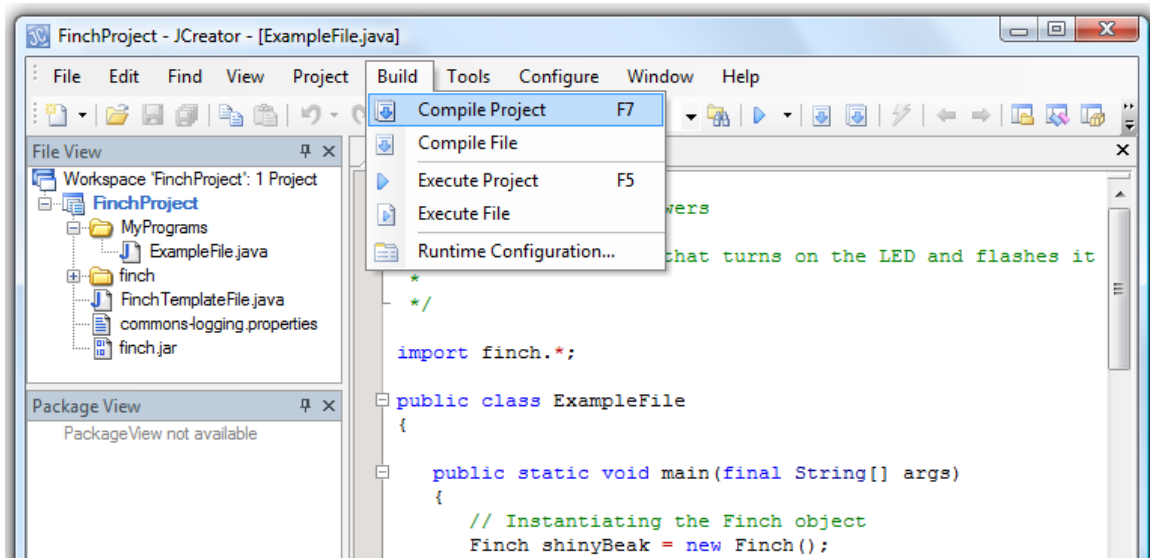 FinchProject - JCreator - [ExampleFile.java]
File Edit Find View Project Build Tools Configure Window Help
Compile Project F7
Compile File
Execute Project F5
Execute File
Runtime Configuration...
File View
Workspace 'FinchProject': 1 Project
FinchProject
MyPrograms
ExampleFile.java
finch
FinchTemplateFile.java
commons-logging.properties
finch.jar
Package View
PackageView not available
that turns on the LED and flashes it
*
*/
import finch.*;
public class ExampleFile
{
public static void main(final String[] args)
{
// Instantiating the Finch object
Finch shinyBeak = new Finch();